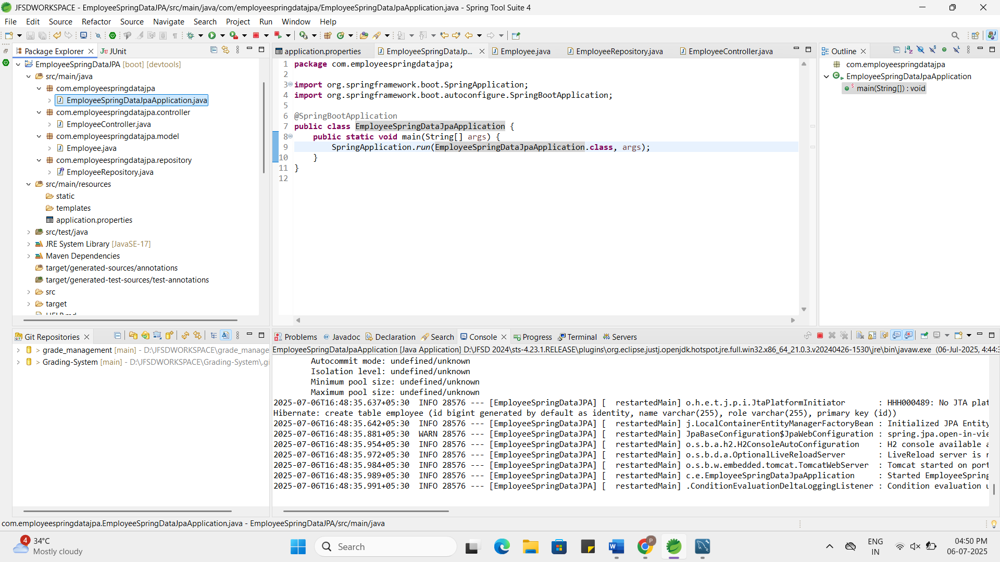 JFSDWORKSPACE - EmployeeSpringDataJPA/src/main/java/com/employeespringdatajpa/EmployeeSpringDataJpaApplication.java - Spring Tool Suite 4
File Edit Source Refactor Source Navigate Search Project Run Window Help
Package Explorer
JUnit
EmployeeSpringDataJPA [boot] [devtools]
src/main/java
com.employeespringdatajpa
EmployeeSpringDataJpaApplication.java
com.employeespringdatajpa.controller
EmployeeController.java
com.employeespringdatajpa.model
Employee.java
com.employeespringdatajpa.repository
EmployeeRepository.java
src/main/resources
static
templates
application.properties
src/test/java
JRE System Library [JavaSE-17]
Maven Dependencies
target/generated-sources/annotations
target/generated-test-sources/test-annotations
src
target
application.properties EmployeeSpringDataJp... Employee.java EmployeeRepository.java EmployeeController.java
1 package com.employeespringdatajpa;
2
3 import org.springframework.boot.SpringApplication;
4 import org.springframework.boot.autoconfigure.SpringBootApplication;
5
6 @SpringBootApplication
7 public class EmployeeSpringDataJpaApplication {
8 public static void main(String[] args) {
9 SpringApplication.run(EmployeeSpringDataJpaApplication.class, args);
10 }
11 }
12
Outline
com.employeespringdatajpa
EmployeeSpringDataJpaApplication
main(String[]) : void
Git Repositories
> grade_management [main] - D:\JFSDWORKSPACE\grade_manage
> Grading-System [main] - D:\JFSDWORKSPACE\Grading-System\.gi
Problems @ Javadoc Declaration Search Console Progress Terminal Servers
EmployeeSpringDataJpaApplication [Java Application] D:\JFSD 2024\sts-4.23.1.RELEASE\plugins\org.eclipse.justj.openjdk.hotspot.jre.full.win32.x86_64_21.0.3.v20240426-1530\jre\bin\javaw.exe (06-Jul-2025, 4:44:3
Autocommit mode: undefined/unknown
Isolation level: undefined/unknown
Minimum pool size: undefined/unknown
Maximum pool size: undefined/unknown
2025-07-06T16:48:35.637+05:30 INFO 28576 --- [EmployeeSpringDataJPA] [ restartedMain] o.h.e.t.j.p.i.JtaPlatformInitiator : HHH000489: No JTA plat
Hibernate: create table employee (id bigint generated by default as identity, name varchar(255), role varchar(255), primary key (id))
2025-07-06T16:48:35.642+05:30 INFO 28576 --- [EmployeeSpringDataJPA] [ restartedMain] j.LocalContainerEntityManagerFactoryBean : Initialized JPA Entity
2025-07-06T16:48:35.881+05:30 WARN 28576 --- [EmployeeSpringDataJPA] [ restartedMain] JpaBaseConfiguration$JpaWebConfiguration : spring.jpa.open-in-vie
2025-07-06T16:48:35.954+05:30 INFO 28576 --- [EmployeeSpringDataJPA] [ restartedMain] o.s.b.a.h2.H2ConsoleAutoConfiguration : H2 console available a
2025-07-06T16:48:35.972+05:30 INFO 28576 --- [EmployeeSpringDataJPA] [ restartedMain] o.s.b.d.a.OptionalLiveReloadServer : LiveReload server is r
2025-07-06T16:48:35.984+05:30 INFO 28576 --- [EmployeeSpringDataJPA] [ restartedMain] o.s.b.w.embedded.tomcat.TomcatWebServer : Tomcat started on port
2025-07-06T16:48:35.989+05:30 INFO 28576 --- [EmployeeSpringDataJPA] [ restartedMain] c.e.EmployeeSpringDataJpaApplication : Started EmployeeSpring
2025-07-06T16:48:35.991+05:30 INFO 28576 --- [EmployeeSpringDataJPA] [ restartedMain] .ConditionEvaluationDeltaLoggingListener : Condition evaluation u
com.employeespringdatajpa.EmployeeSpringDataJpaApplication.java - EmployeeSpringDataJPA/src/main/java
4
34°C
Mostly cloudy
Search
P
ENG
IN
04:50 PM
06-07-2025